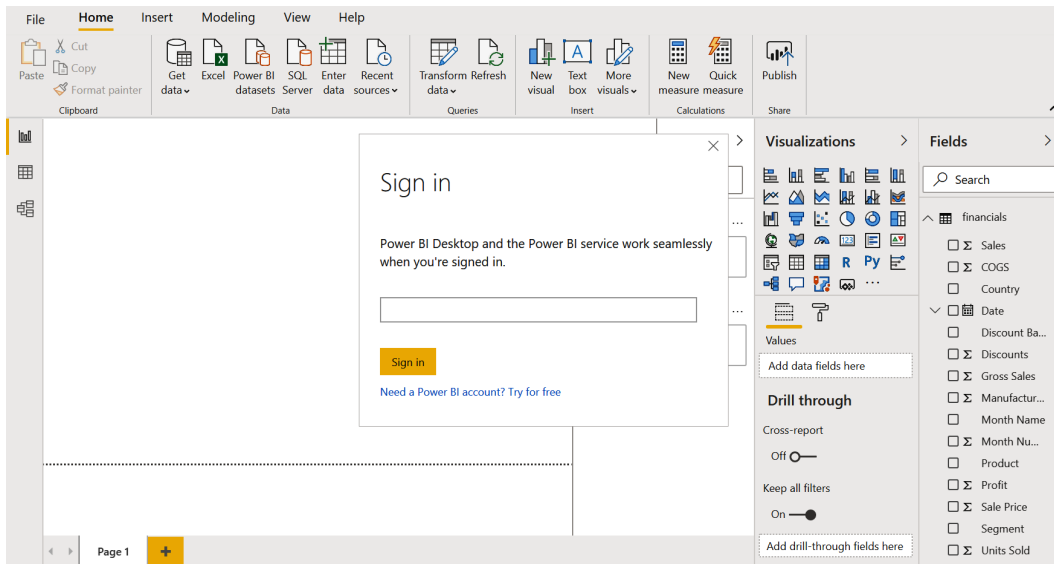 File Home Insert Modeling View Help
Paste
Cut
Copy
Format painter
Clipboard
Get data
Excel
Power BI datasets
SQL Server
Enter data
Recent sources
Data
Transform data
Refresh
Queries
New visual
Text box
More visuals
Insert
New measure
Quick measure
Calculations
Publish
Share
Sign in
Power BI Desktop and the Power BI service work seamlessly
when you're signed in.
Sign in
Need a Power BI account? Try for free
Page 1
Visualizations
123
R Py
Values
Add data fields here
Drill through
Cross-report
Off
Keep all filters
On
Add drill-through fields here
Fields
Search
financials
Σ Sales
Σ COGS
Country
Date
Discount Ba...
Σ Discounts
Σ Gross Sales
Σ Manufactur...
Month Name
Σ Month Nu...
Product
Σ Profit
Σ Sale Price
Segment
Σ Units Sold